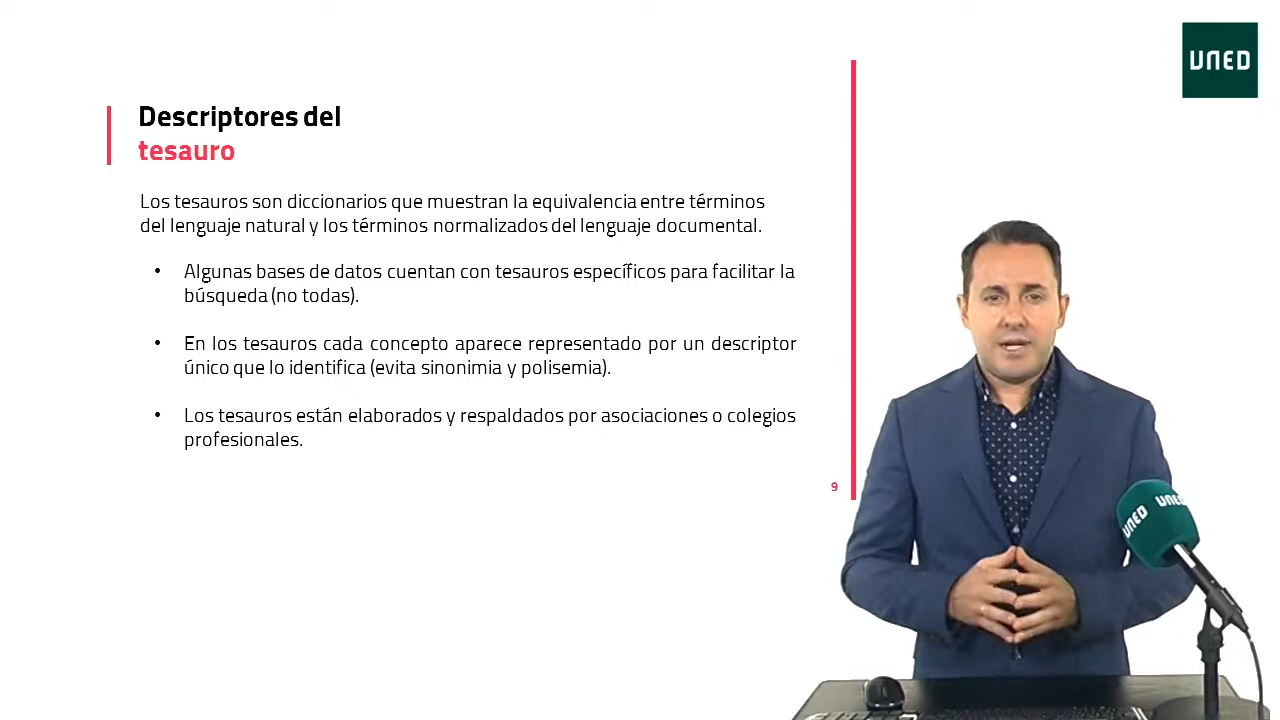 UNED
Descriptores del
tesauro
Los tesauros son diccionarios que muestran la equivalencia entre términos
del lenguaje natural y los términos normalizados del lenguaje documental.
• Algunas bases de datos cuentan con tesauros específicos para facilitar la
búsqueda (no todas).
• En los tesauros cada concepto aparece representado por un descriptor
único que lo identifica (evita sinonimia y polisemia).
• Los tesauros están elaborados y respaldados por asociaciones o colegios
profesionales.
9
UNED UNED